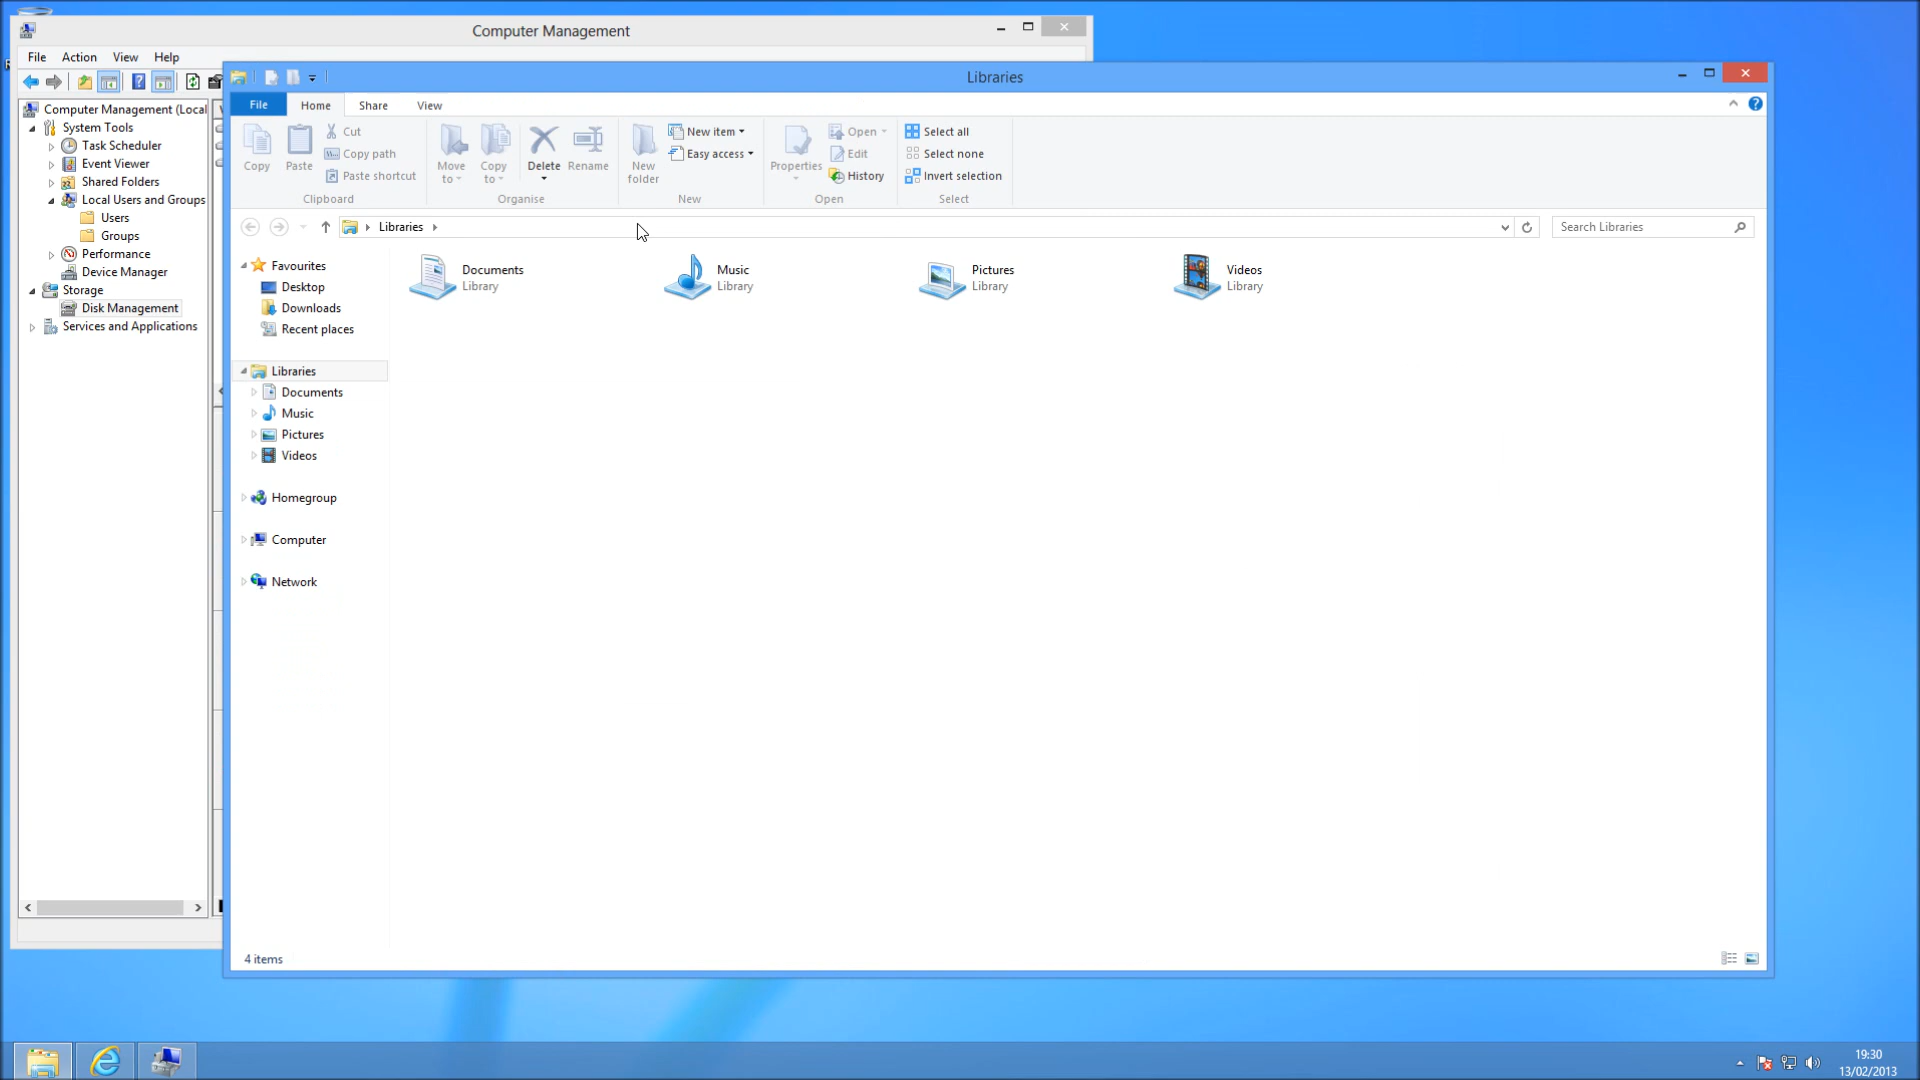 Computer Management
File Action View Help
Computer Management (Local
System Tools
Task Scheduler
Event Viewer
Shared Folders
Local Users and Groups
Users
Groups
Performance
Device Manager
Storage
Disk Management
Services and Applications
Libraries
File Home Share View
Copy
Paste
Cut
Copy path
Paste shortcut
Clipboard
Move to
Copy to
Delete
Rename
Organise
New folder
New item
Easy access
New
Properties
Open
Edit
History
Open
Select all
Select none
Invert selection
Select
Libraries
Search Libraries
Favourites
Desktop
Downloads
Recent places
Libraries
Documents
Music
Pictures
Videos
Homegroup
Computer
Network
Documents
Library
Music
Library
Pictures
Library
Videos
Library
4 items
19:30
13/02/2013